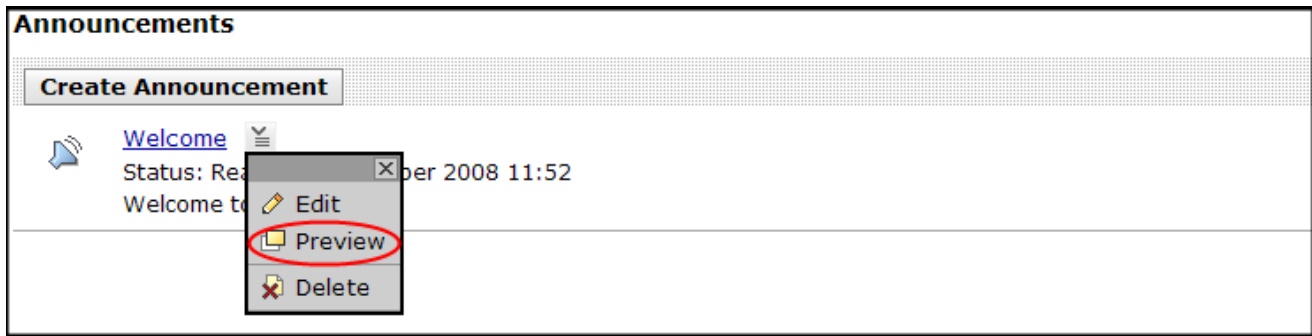 Announcements
Create Announcement
Welcome
Status: Rea ber 2008 11:52
Welcome to
Edit
Preview
Delete